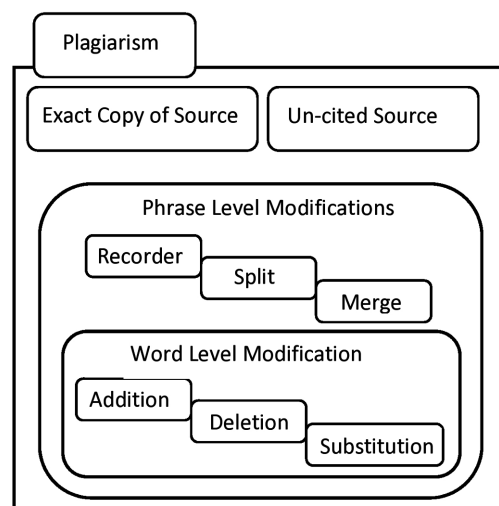 Plagiarism
Exact Copy of Source
Un-cited Source
Phrase Level Modifications
Recorder
Split
Merge
Word Level Modification
Addition
Deletion
Substitution